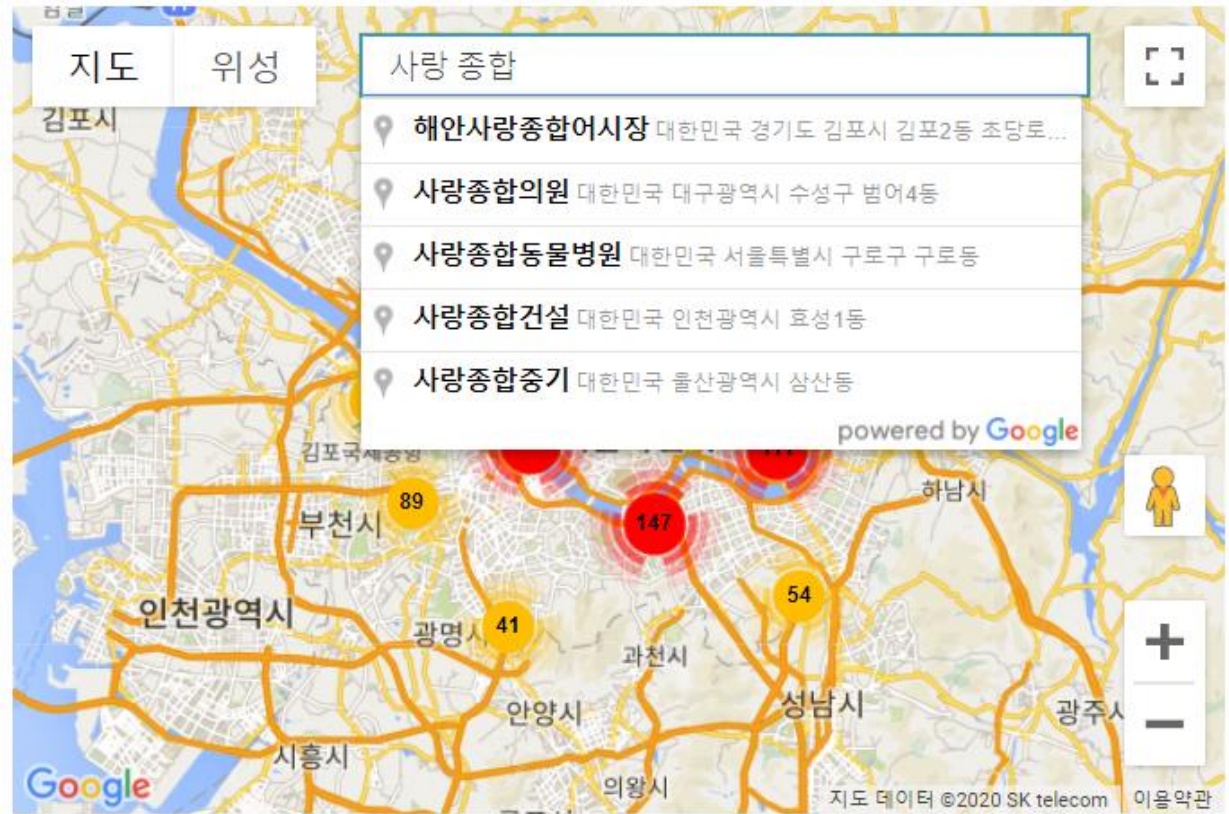 지도 위성 사랑 종합
김포시
해안사랑종합어시장 대한민국 경기도 김포시 김포2동 초당로...
사랑종합의원 대한민국 대구광역시 수성구 범어4동
사랑종합동물병원 대한민국 서울특별시 구로구 구로동
사랑종합건설 대한민국 인천광역시 효성1동
사랑종합중기 대한민국 울산광역시 삼산동
powered by Google
하남시
89
부천시
147
54
인천광역시
광명시
41
과천시
안양시
성남시
광주시
시흥시
Google
의왕시
지도 데이터 ©2020 SK telecom 이용약관